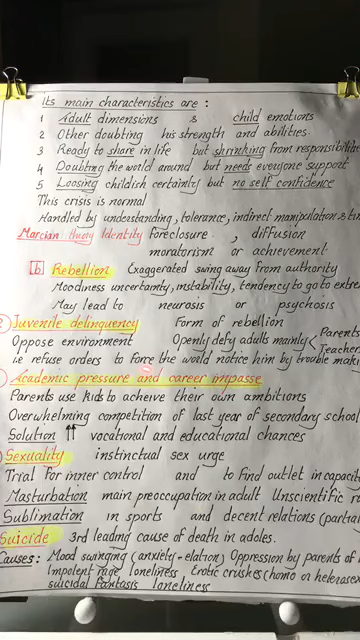 Its main characteristics are :
1 Adult dimensions & child emotions
2 Other doubting his strength and abilities.
3 Ready to share in life but shrinking from responsibilities
4 Doubting the world around but needs everyone support
5 Loosing childish certainty but no self confidence
This crisis is normal
Handled by understanding, tolerance, indirect manipulation &
Marcian theory Identity foreclosure , diffusion
moratorism or achievement
b Rebellion Exaggerated swing away from authority
Moodiness uncertainty, instability, tendency to go to extre
May lead to neurosis or psychosis
2 Juvenile delinquency Form of rebellion
Oppose environment Openly defy adults mainly < Parents
Teacher
i.e refuse orders to force the world notice him by trouble mak
Academic pressure and career impasse
Parents use kids to acheive their own ambitions
Overwhelming competition of last year of secondary school
Solution ⇈ vocational and educational chances
Sexuality instinctual sex urge
Trial for inner control and to find outlet in capacity
Masturbation main preoccupation in adult Unscientific
Sublimation in sports and decent relations (partial
Suicide 3rd leading cause of death in adoles.
Causes : Mood swinging (anxiety - elation) Oppression by parents of
Impotent rage loneliness Erotic crushes (homo or heterosex
suicidal fantasis loneliness